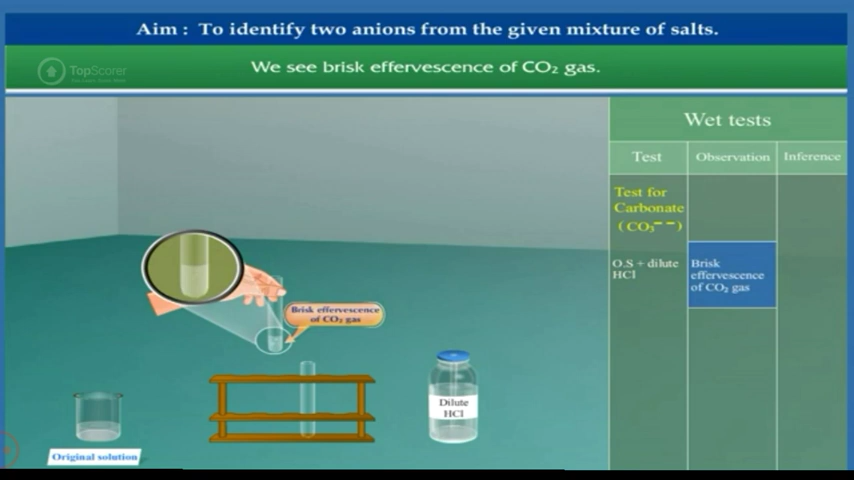 Aim : To identify two anions from the given mixture of salts.
TopScorer
We see brisk effervescence of CO₂ gas.
Wet tests
Test Observation Inference
Test for
Carbonate
(CO₃⁻⁻)
O.S + dilute
HCl
Brisk
effervescence
of CO₂ gas
Brisk effervescence
of CO₂ gas
Dilute
HCl
Original solution